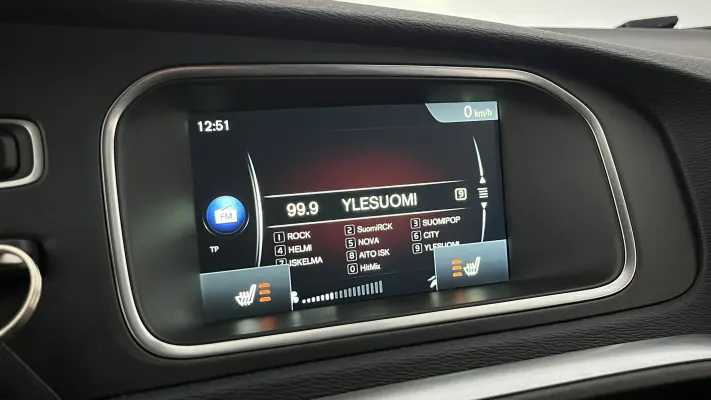 0 km/h
12:51
FM
TP
99.9 YLESUOMI 9
1 ROCK 2 SuomiRCK 3 SUOMIPOP
4 HELMI 5 NOVA 6 CITY
7 ISKELMA 8 AITO ISK 9 YLESUOMI
0 HitMix